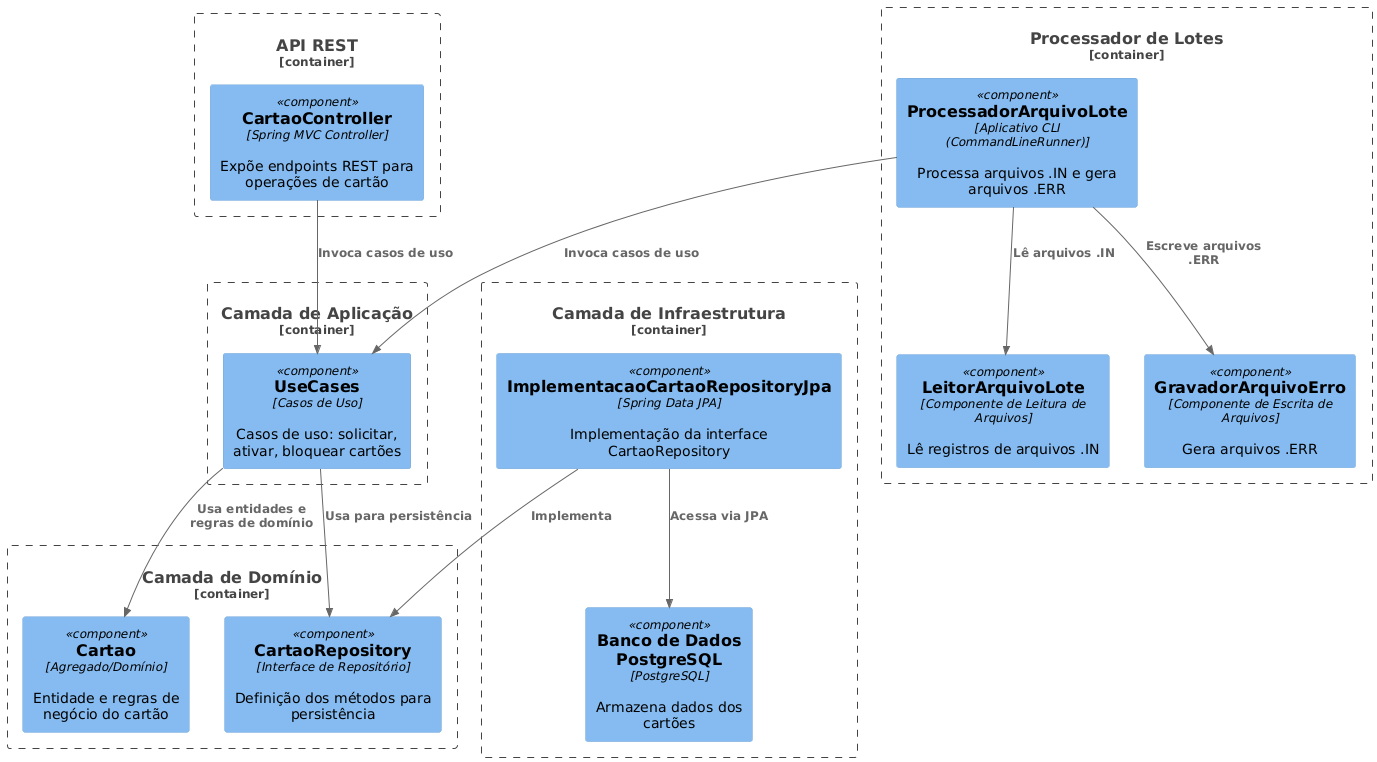 API REST
[container]
«component»
CartaoController
[Spring MVC Controller]
Expõe endpoints REST para
operações de cartão
Processador de Lotes
[container]
«component»
ProcessadorArquivoLote
[Aplicativo CLI
(CommandLineRunner)]
Processa arquivos .IN e gera
arquivos .ERR
Invoca casos de uso
Invoca casos de uso
Lê arquivos .IN
Escreve arquivos
.ERR
Camada de Aplicação
[container]
«component»
UseCases
[Casos de Uso]
Casos de uso: solicitar,
ativar, bloquear cartões
Camada de Infraestrutura
[container]
«component»
ImplementacaoCartaoRepositoryJpa
[Spring Data JPA]
Implementação da interface
CartaoRepository
«component»
LeitorArquivoLote
[Componente de Leitura de
Arquivos]
Lê registros de arquivos .IN
«component»
GravadorArquivoErro
[Componente de Escrita de
Arquivos]
Gera arquivos .ERR
Usa entidades e
regras de domínio
Usa para persistência
Implementa
Acessa via JPA
Camada de Domínio
[container]
«component»
Cartao
[Agregado/Domínio]
Entidade e regras de
negócio do cartão
«component»
CartaoRepository
[Interface de Repositório]
Definição dos métodos para
persistência
«component»
Banco de Dados
PostgreSQL
[PostgreSQL]
Armazena dados dos
cartões